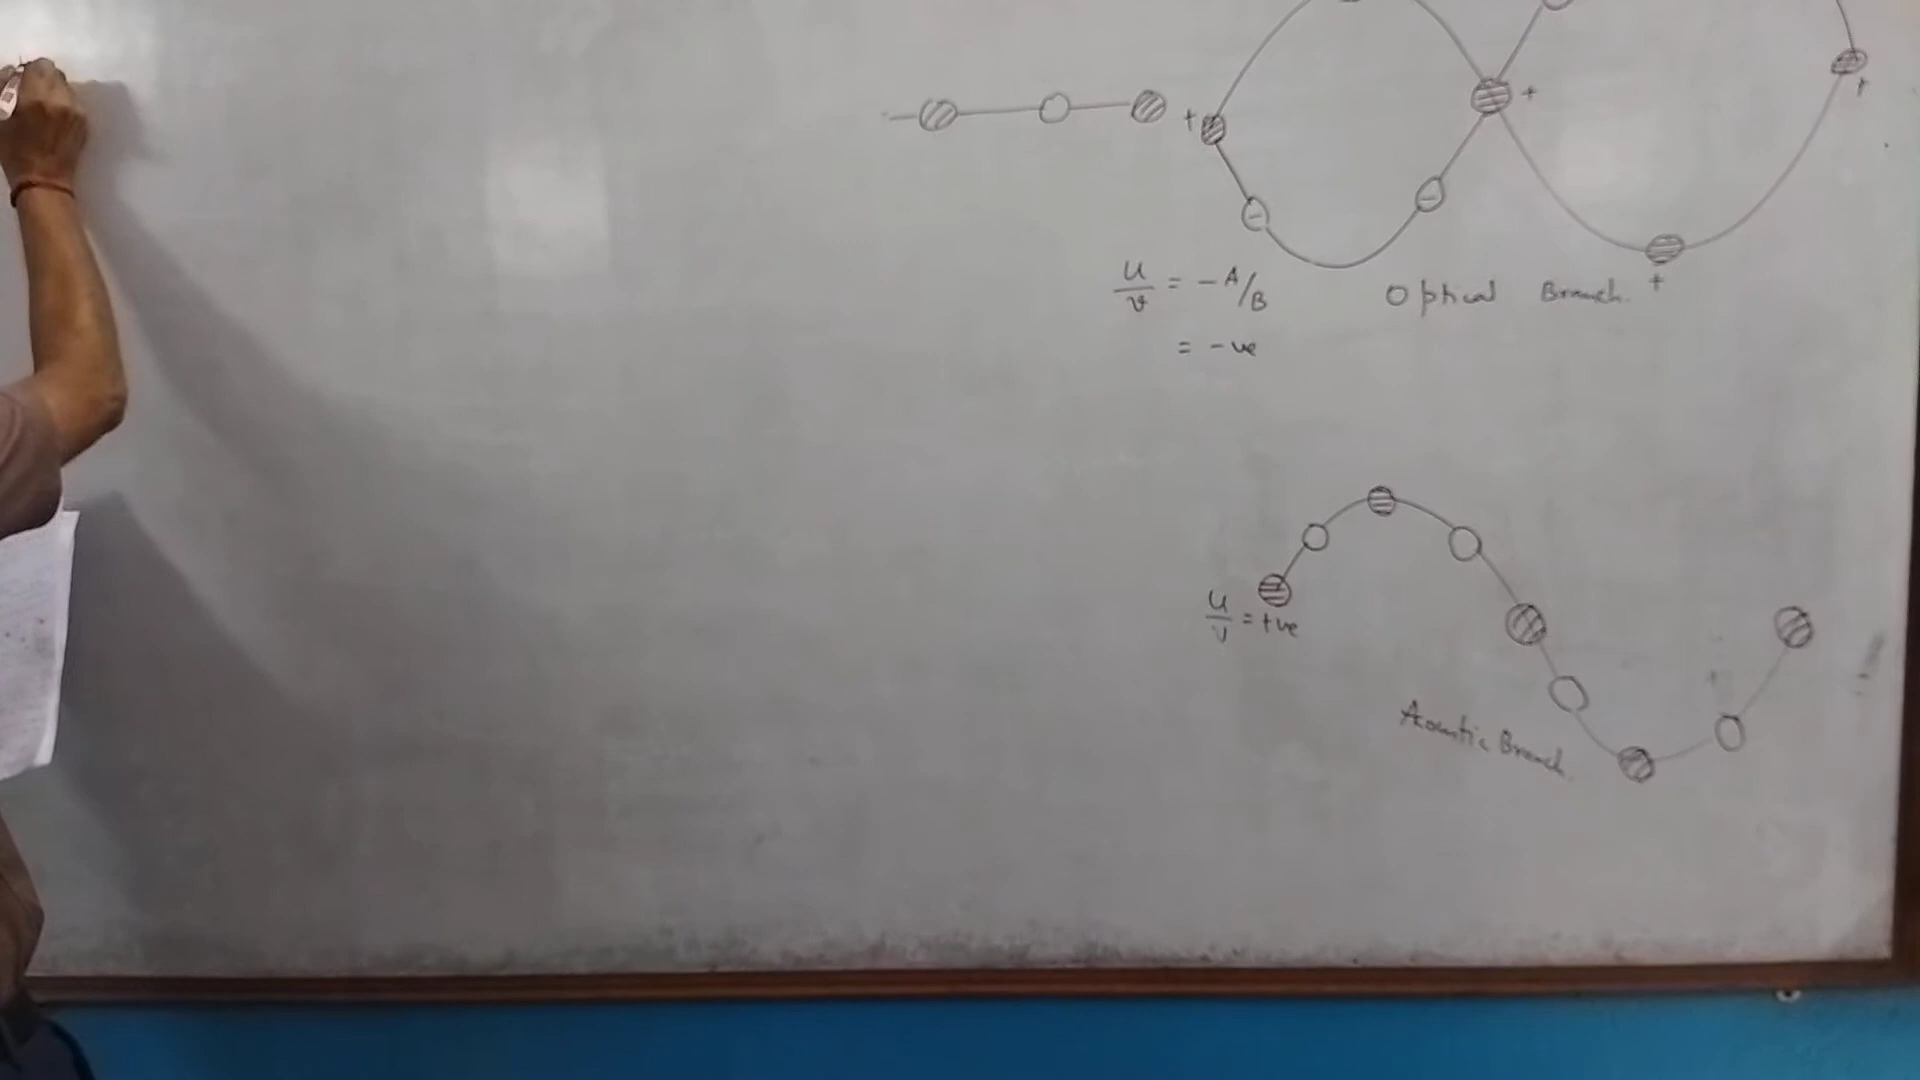 + + +
- -
u/v = -A/B
= -ve
Optical Branch. +
u/v = +ve
Acoustic Branch.